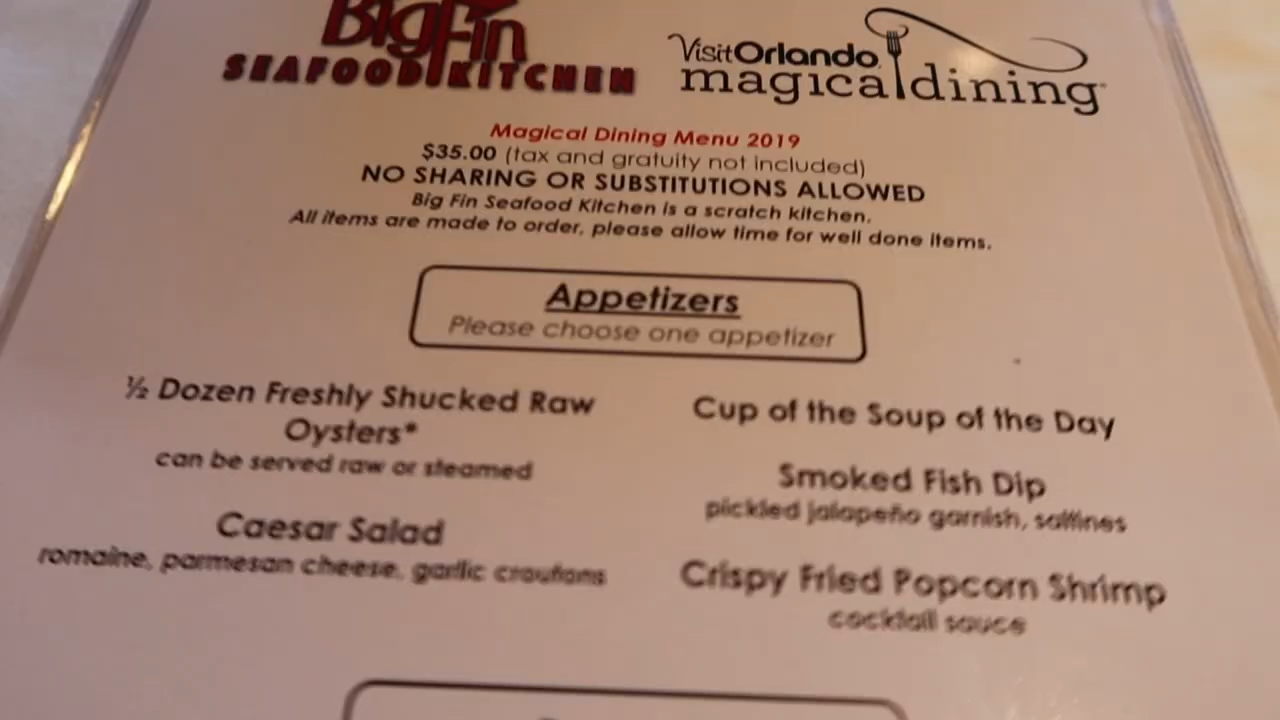 BigFin
SEAFOOD KITCHEN
Visit Orlando
magical dining
Magical Dining Menu 2019
$35.00 (tax and gratuity not included)
NO SHARING OR SUBSTITUTIONS ALLOWED
Big Fin Seafood Kitchen is a scratch kitchen.
All items are made to order, please allow time for well done items.
Appetizers
Please choose one appetizer
½ Dozen Freshly Shucked Raw
Oysters*
can be served raw or steamed
Caesar Salad
romaine, parmesan cheese, garlic croutons
Cup of the Soup of the Day
Smoked Fish Dip
pickled jalapeño garnish, saltines
Crispy Fried Popcorn Shrimp
cocktail sauce